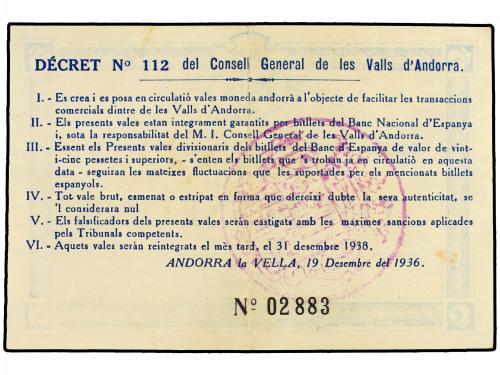 DÉCRET Nº 112 del Consell General de les Valls d'Andorra.
I. - Es crea i es posa en circulatió vales moneda andorrà a l'objecte de facilitar les transaccions
comercials dintre de les Valls d'Andorra.
II. - Els presents vales estan integrament garantits per bitllets del Banc Nacional d'Espanya
i, sota la responsabilitat del M. I. Consell General de les Valls d'Andorra.
III. - Essent els Presents vales divisionaris dels billets del Banc d'Espanya de valor de vint-
i-cinc pessetes i superiors, - s'enten els billets que 's troban ja en circulatió en aquesta
data - seguiran les mateixes fluctuacions que les suportades per els mencionats bitllets
espanyols.
IV. - Tot vale brut, esmenat o estripat en forma que ofereixi dubte la seva autenticitat, se
'l considerara nul
V. - Els falsificadors dels presents vales seràn castigats amb les màximes sancions aplicades
pels Tribunals competents.
VI. - Aquets vales seràn reintegrats el mès tard, el 31 desembre 1938.
ANDORRA la VELLA, 19 Desembre del 1936.
Nº 02883